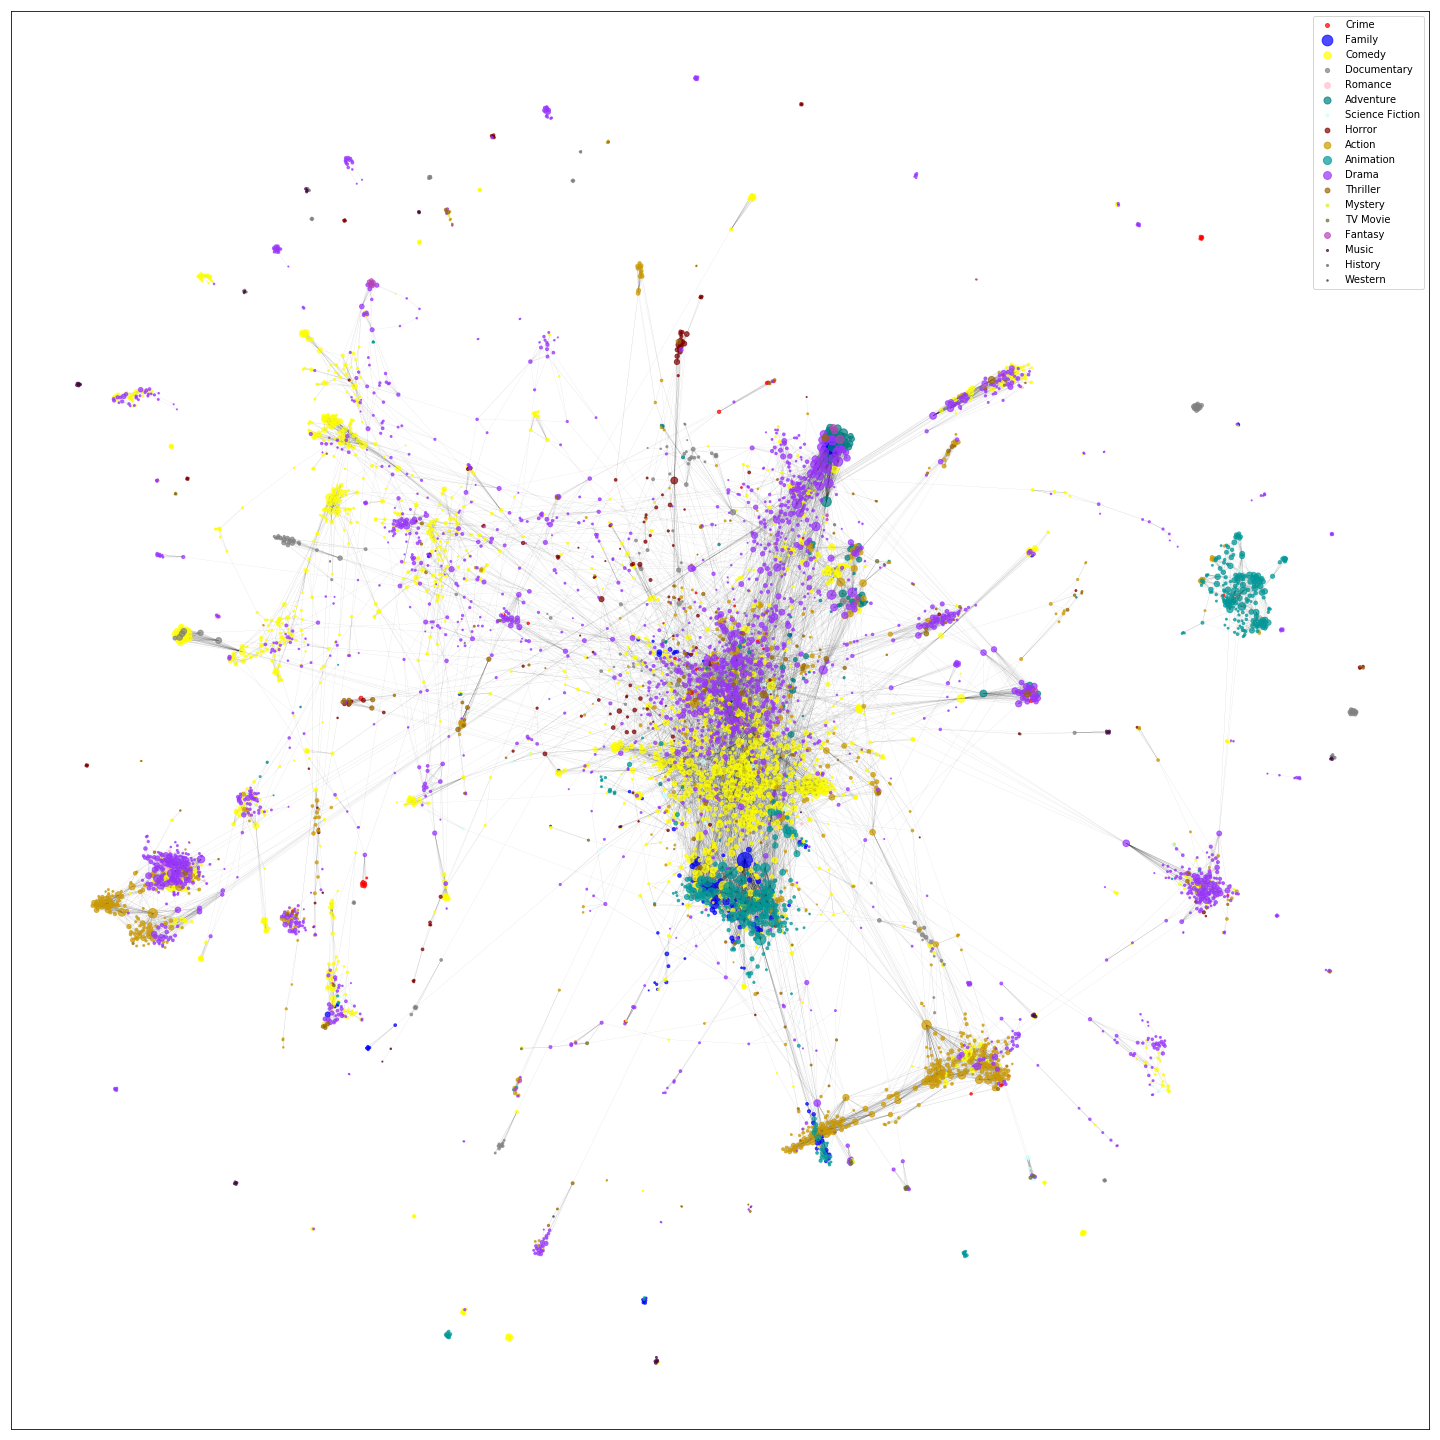 Crime
Family
Comedy
Documentary
Romance
Adventure
Science Fiction
Horror
Action
Animation
Drama
Thriller
Mystery
TV Movie
Fantasy
Music
History
Western